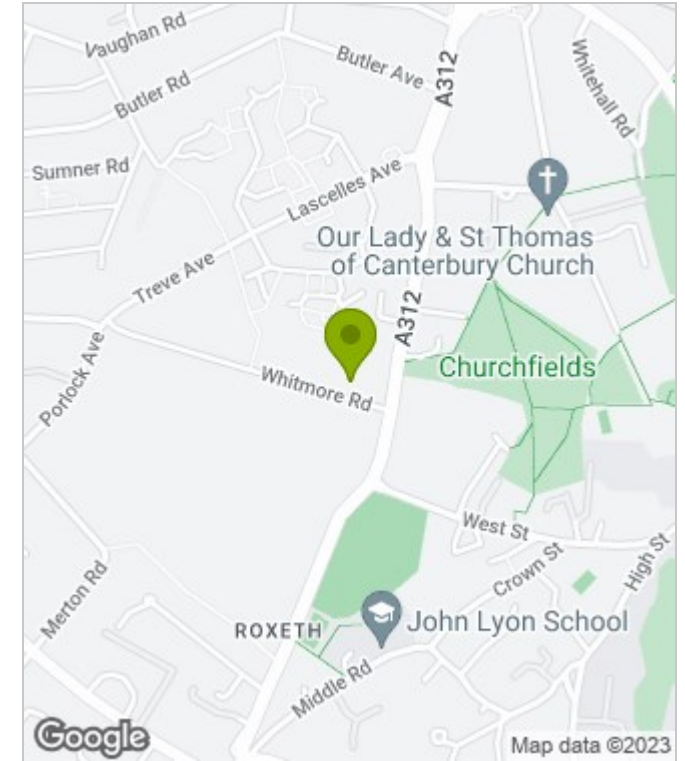 Vaughan Rd
Butler Ave
A312
Whitehall Rd
Butler Rd
Sumner Rd
Lascelles Ave
Our Lady & St Thomas
of Canterbury Church
Treve Ave
A312
Porlock Ave
Whitmore Rd
Churchfields
West St
Crown St
High St
Merton Rd
ROXETH
John Lyon School
Middle Rd
Google
Map data ©2023